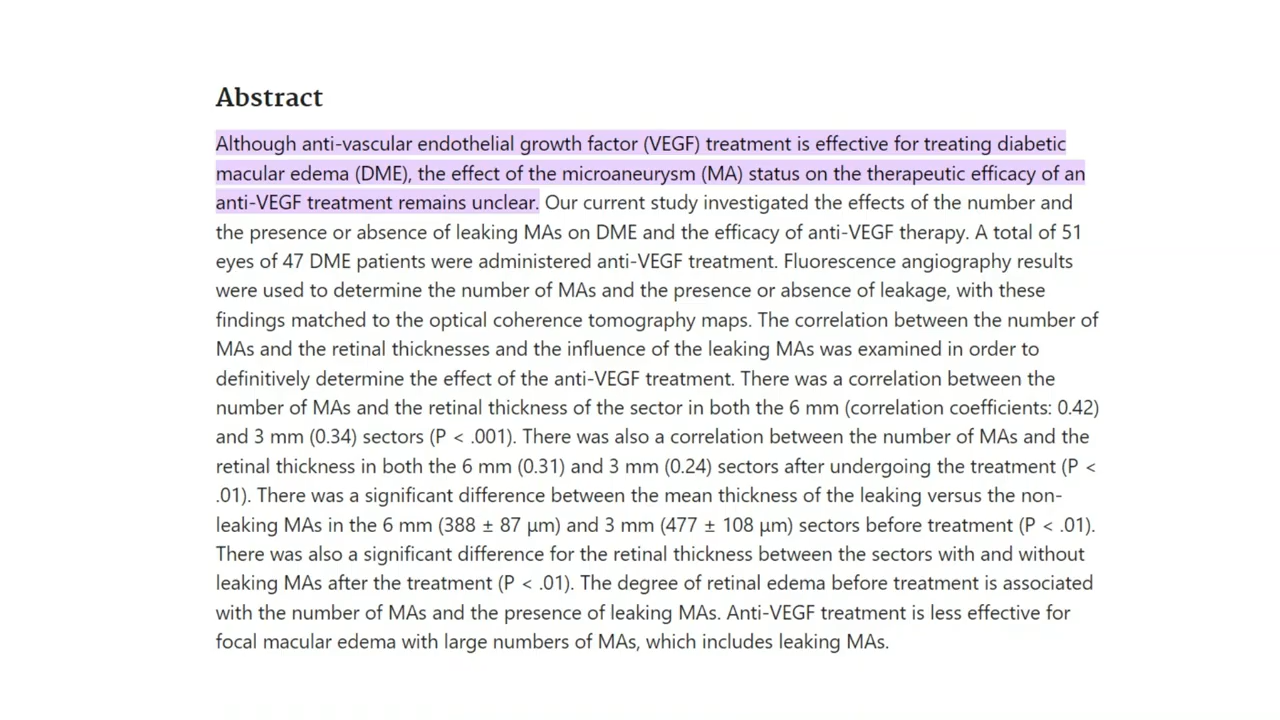 Abstract
Although anti-vascular endothelial growth factor (VEGF) treatment is effective for treating diabetic
macular edema (DME), the effect of the microaneurysm (MA) status on the therapeutic efficacy of an
anti-VEGF treatment remains unclear. Our current study investigated the effects of the number and
the presence or absence of leaking MAs on DME and the efficacy of anti-VEGF therapy. A total of 51
eyes of 47 DME patients were administered anti-VEGF treatment. Fluorescence angiography results
were used to determine the number of MAs and the presence or absence of leakage, with these
findings matched to the optical coherence tomography maps. The correlation between the number of
MAs and the retinal thicknesses and the influence of the leaking MAs was examined in order to
definitively determine the effect of the anti-VEGF treatment. There was a correlation between the
number of MAs and the retinal thickness of the sector in both the 6 mm (correlation coefficients: 0.42)
and 3 mm (0.34) sectors (P < .001). There was also a correlation between the number of MAs and the
retinal thickness in both the 6 mm (0.31) and 3 mm (0.24) sectors after undergoing the treatment (P <
.01). There was a significant difference between the mean thickness of the leaking versus the non-
leaking MAs in the 6 mm (388 ± 87 μm) and 3 mm (477 ± 108 μm) sectors before treatment (P < .01).
There was also a significant difference for the retinal thickness between the sectors with and without
leaking MAs after the treatment (P < .01). The degree of retinal edema before treatment is associated
with the number of MAs and the presence of leaking MAs. Anti-VEGF treatment is less effective for
focal macular edema with large numbers of MAs, which includes leaking MAs.